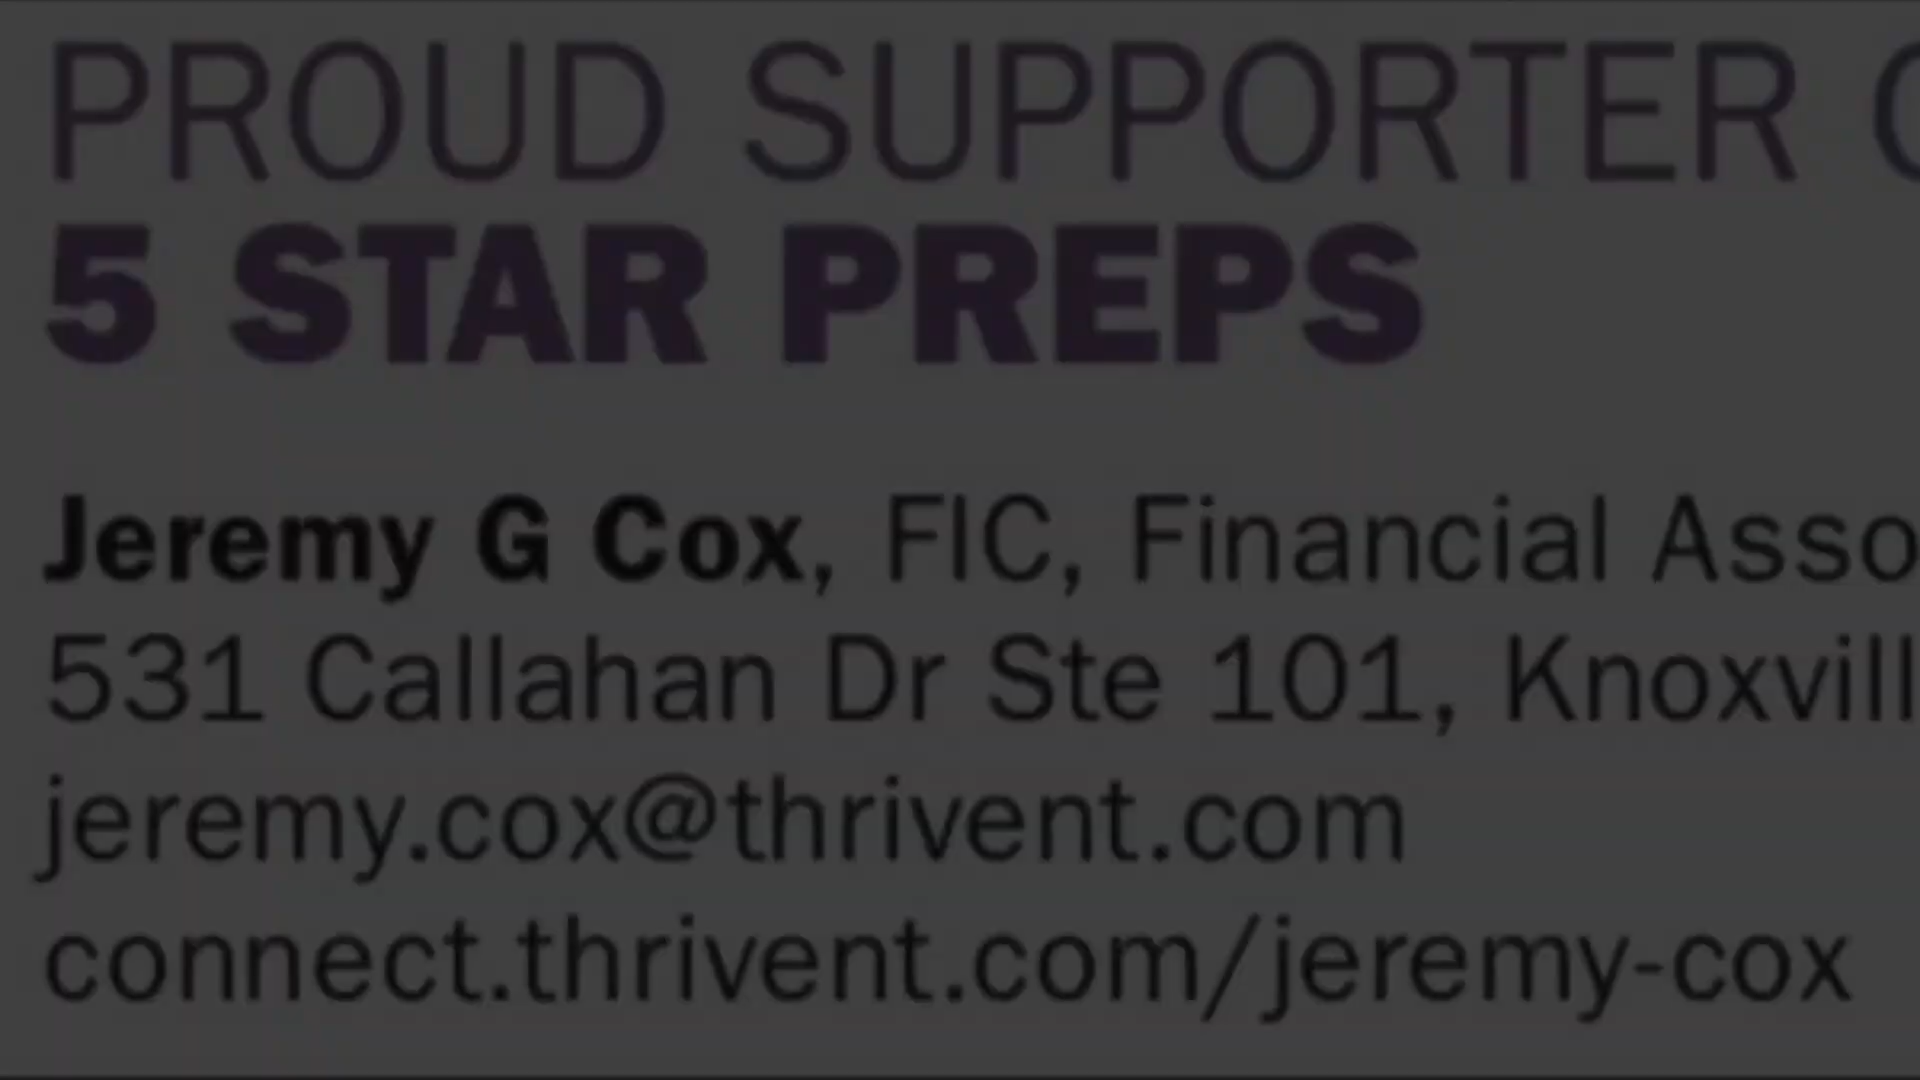 PROUD SUPPORTER
5 STAR PREPS
Jeremy G Cox, FIC, Financial
531 Callahan Dr Ste 101,
jeremy.cox@thrivent.com
connect.thrivent.com/jeremy-cox